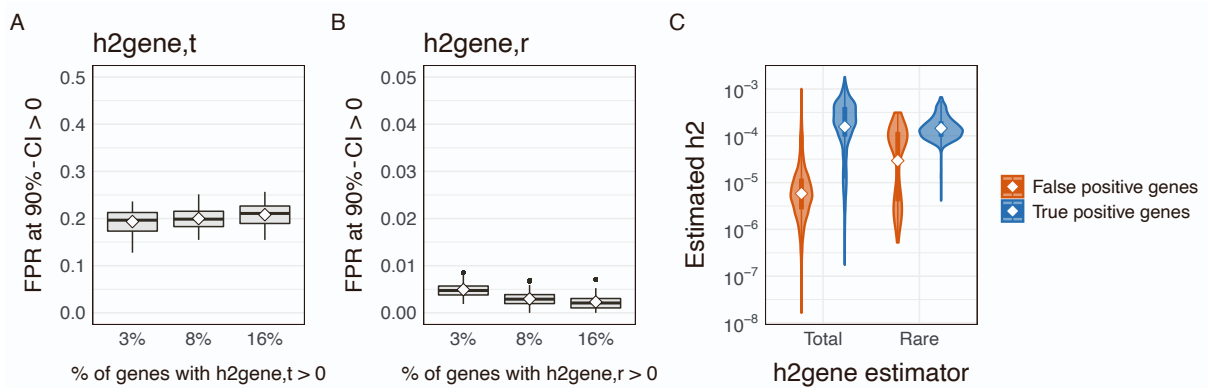 A
h2gene,t
FPR at 90%-CI > 0
0.5
0.4
0.3
0.2
0.1
0.0
3% 8% 16%
% of genes with h2gene,t > 0
B
h2gene,r
FPR at 90%-CI > 0
0.05
0.04
0.03
0.02
0.01
0.00
3% 8% 16%
% of genes with h2gene,r > 0
C
Estimated h2
10⁻³
10⁻⁴
10⁻⁵
10⁻⁶
10⁻⁷
10⁻⁸
Total Rare
h2gene estimator
False positive genes
True positive genes